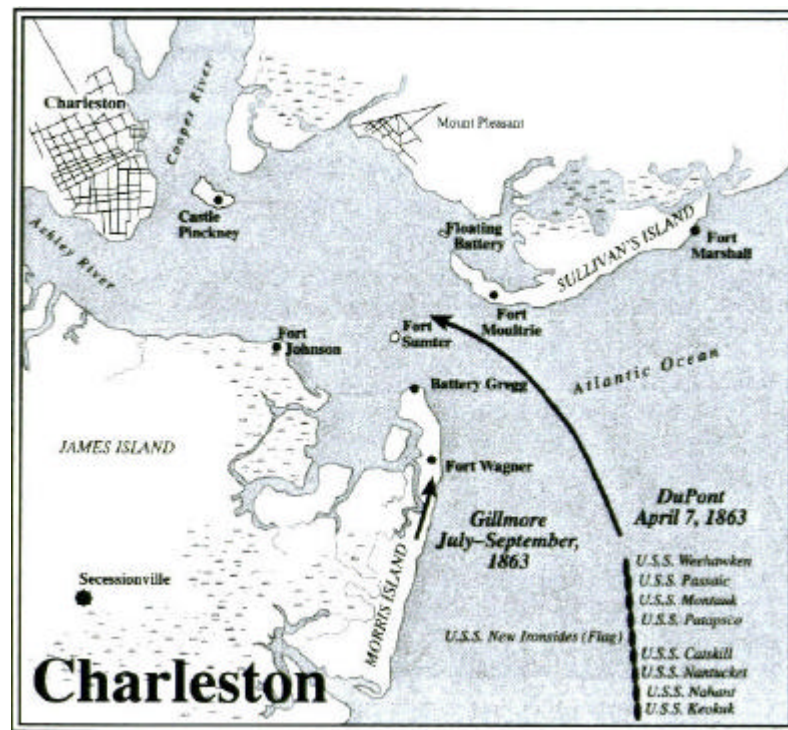 Charleston
Cooper River
Mount Pleasant
Castle
Pinckney
Ashley River
Floating
Battery
SULLIVAN'S ISLAND
Fort
Marshall
Fort
Moultrie
Fort
Johnson
Fort
Sumter
Atlantic Ocean
Battery Gregg
JAMES ISLAND
Fort Wagner
DuPont
April 7, 1863
Gillmore
July–September,
1863
U.S.S. Weehawken
U.S.S. Passaic
U.S.S. Montauk
U.S.S. Patapsco
U.S.S. New Ironsides (Flag)
U.S.S. Catskill
U.S.S. Nantucket
U.S.S. Nahant
U.S.S. Keokuk
Secessionville
MORRIS ISLAND
Charleston